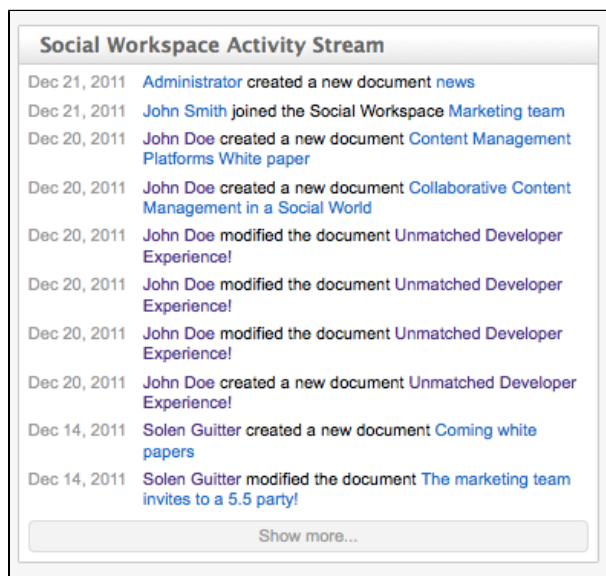 Social Workspace Activity Stream
Dec 21, 2011 Administrator created a new document news
Dec 21, 2011 John Smith joined the Social Workspace Marketing team
Dec 20, 2011 John Doe created a new document Content Management
Platforms White paper
Dec 20, 2011 John Doe created a new document Collaborative Content
Management in a Social World
Dec 20, 2011 John Doe modified the document Unmatched Developer
Experience!
Dec 20, 2011 John Doe modified the document Unmatched Developer
Experience!
Dec 20, 2011 John Doe modified the document Unmatched Developer
Experience!
Dec 20, 2011 John Doe created a new document Unmatched Developer
Experience!
Dec 14, 2011 Solen Guitter created a new document Coming white
papers
Dec 14, 2011 Solen Guitter modified the document The marketing team
invites to a 5.5 party!
Show more...